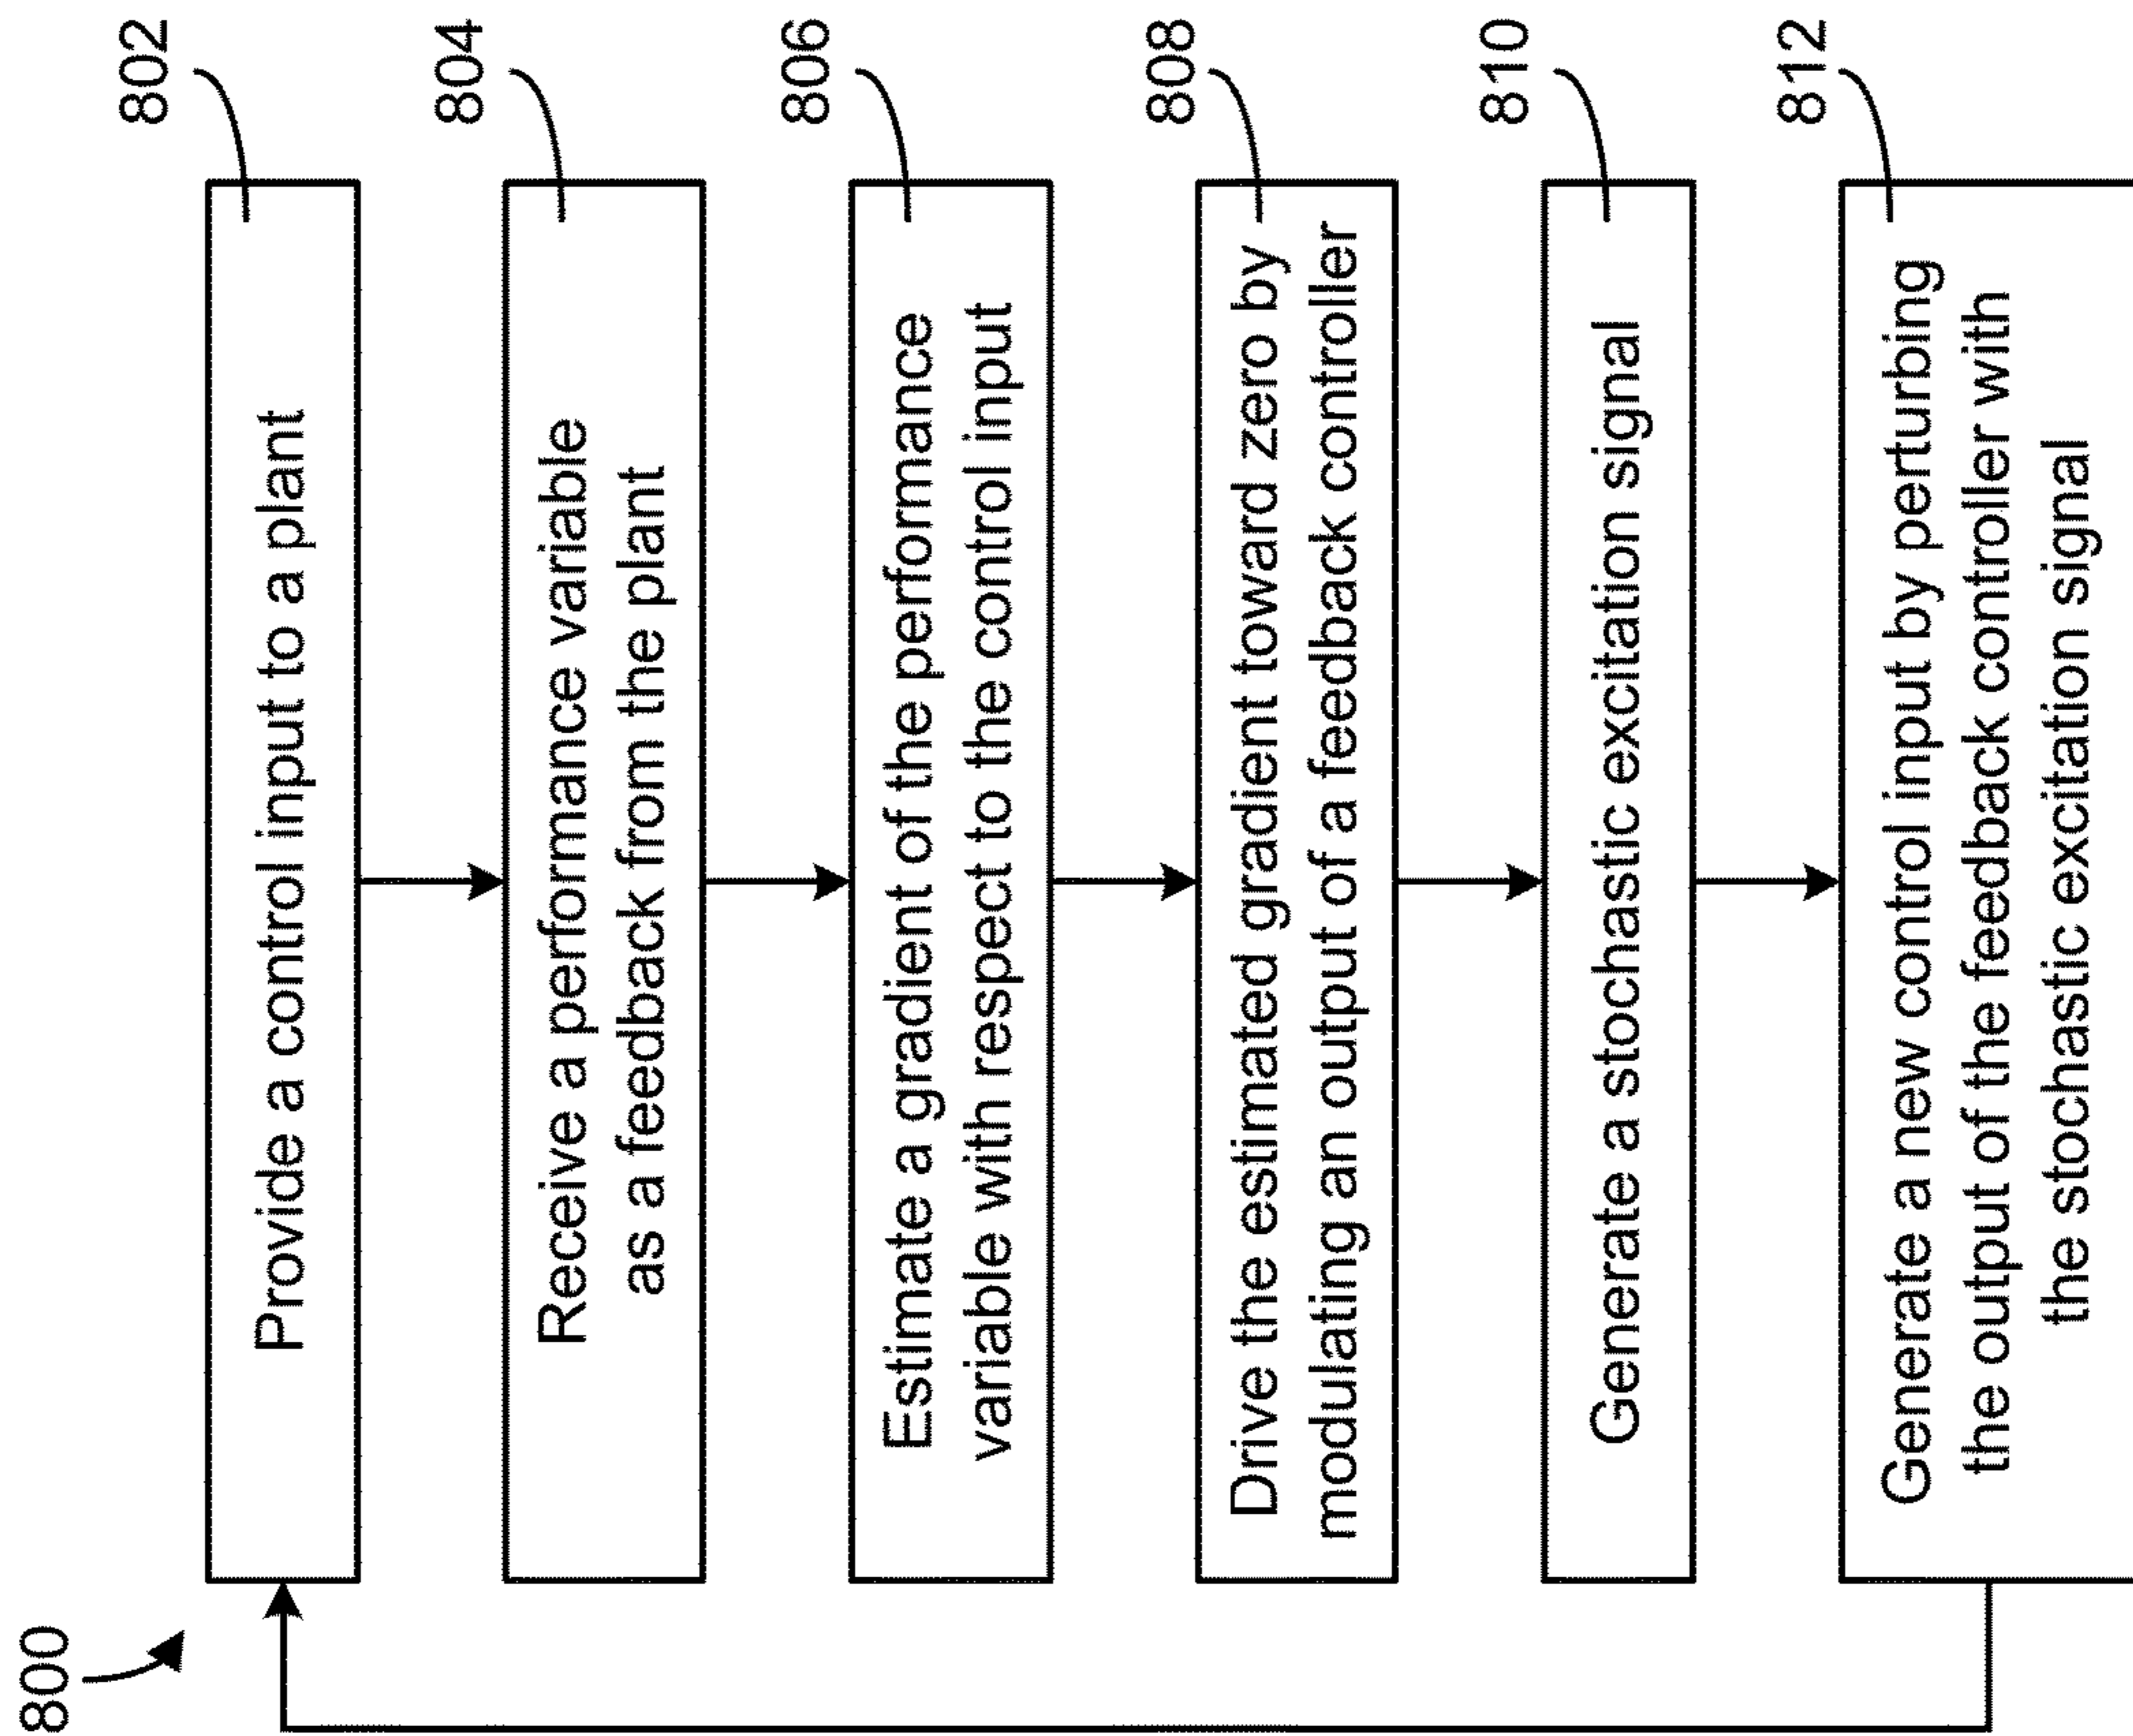 800
Provide a control input to a plant
802
Receive a performance variable
as a feedback from the plant
804
Estimate a gradient of the performance
variable with respect to the control input
806
Drive the estimated gradient toward zero by
modulating an output of a feedback controller
808
Generate a stochastic excitation signal
810
Generate a new control input by perturbing
the output of the feedback controller with
the stochastic excitation signal
812